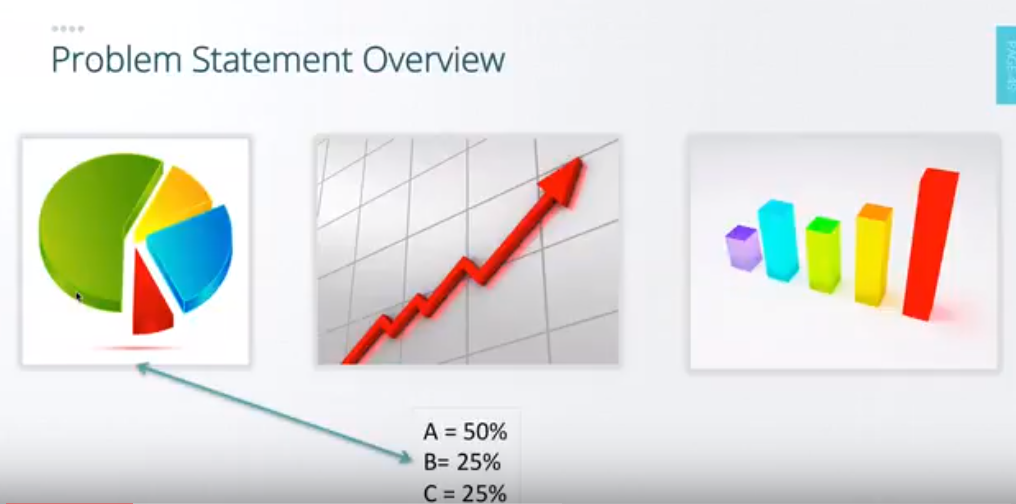 Problem Statement Overview
A = 50%
B= 25%
C = 25%